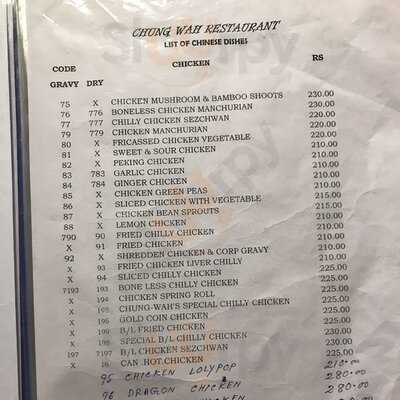 CHUNG WAH RESTAURANT
LIST OF CHINESE DISHES
CODE CHICKEN RS
GRAVY DRY
75 X CHICKEN MUSHROOM & BAMBOO SHOOTS 230.00
76 776 BONELESS CHICKEN MANCHURIAN 230.00
77 777 CHILLY CHICKEN SEZCHWAN 220.00
79 779 CHICKEN MANCHURIAN 220.00
80 X FRICASSED CHICKEN VEGETABLE 220.00
81 X SWEET & SOUR CHICKEN 210.00
82 X PEKING CHICKEN 210.00
83 783 GARLIC CHICKEN 210.00
84 784 GINGER CHICKEN 210.00
85 X CHICKEN GREEN PEAS 210.00
86 X SLICED CHICKEN WITH VEGETABLE 215.00
87 X CHICKEN BEAN SPROUTS 215.00
88 X LEMON CHICKEN 210.00
790 90 FRIED CHILLY CHICKEN 210.00
X 91 FRIED CHICKEN 210.00
92 X SHREDDEN CHICKEN & CORP GRAVY 210.00
X 93 FRIED CHICKEN LIVER CHILLY 210.00
X 94 SLICED CHILLY CHICKEN 225.00
7193 193 BONE LESS CHILLY CHICKEN 225.00
X 194 CHICKEN SPRING ROLL 225.00
X 195 CHUNG-WAH'S SPECIAL CHILLY CHICKEN 225.00
X 196 GOLD COIN CHICKEN 225.00
X 199 B/L FRIED CHICKEN 225.00
X 198 SPECIAL B/L CHILLY CHICKEN 230.00
197 7197 B/L CHICKEN SEZCHWAN 225.00
X 16 CAN HOT CHICKEN 210.00
95 CHICKEN LOLYPOP 280.00
96 DRAGON CHICKEN 280.00